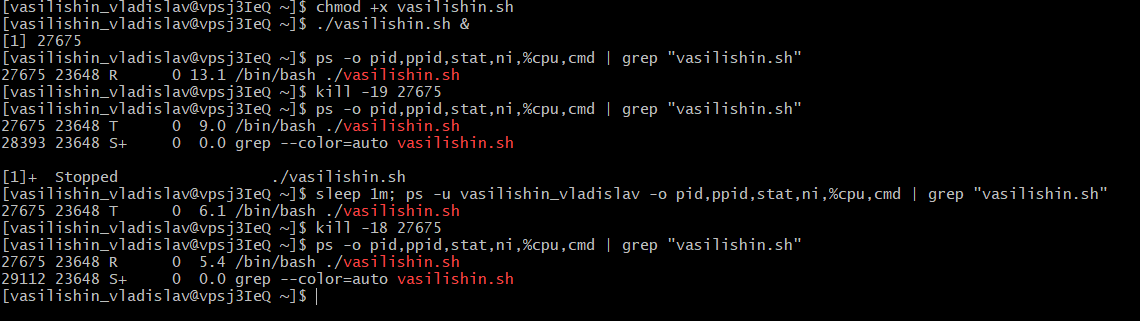 [vasilishin_vladislav@vpsj3IeQ ~]$ chmod +x vasilishin.sh
[vasilishin_vladislav@vpsj3IeQ ~]$ ./vasilishin.sh &
[1] 27675
[vasilishin_vladislav@vpsj3IeQ ~]$ ps -o pid,ppid,stat,ni,%cpu,cmd | grep "vasilishin.sh"
27675 23648 R       0 13.1 /bin/bash ./vasilishin.sh
[vasilishin_vladislav@vpsj3IeQ ~]$ kill -19 27675
[vasilishin_vladislav@vpsj3IeQ ~]$ ps -o pid,ppid,stat,ni,%cpu,cmd | grep "vasilishin.sh"
27675 23648 T       0  9.0 /bin/bash ./vasilishin.sh
28393 23648 S+      0  0.0 grep --color=auto vasilishin.sh

[1]+  Stopped                 ./vasilishin.sh
[vasilishin_vladislav@vpsj3IeQ ~]$ sleep 1m; ps -u vasilishin_vladislav -o pid,ppid,stat,ni,%cpu,cmd | grep "vasilishin.sh"
27675 23648 T       0  6.1 /bin/bash ./vasilishin.sh
[vasilishin_vladislav@vpsj3IeQ ~]$ kill -18 27675
[vasilishin_vladislav@vpsj3IeQ ~]$ ps -o pid,ppid,stat,ni,%cpu,cmd | grep "vasilishin.sh"
27675 23648 R       0  5.4 /bin/bash ./vasilishin.sh
29112 23648 S+      0  0.0 grep --color=auto vasilishin.sh
[vasilishin_vladislav@vpsj3IeQ ~]$